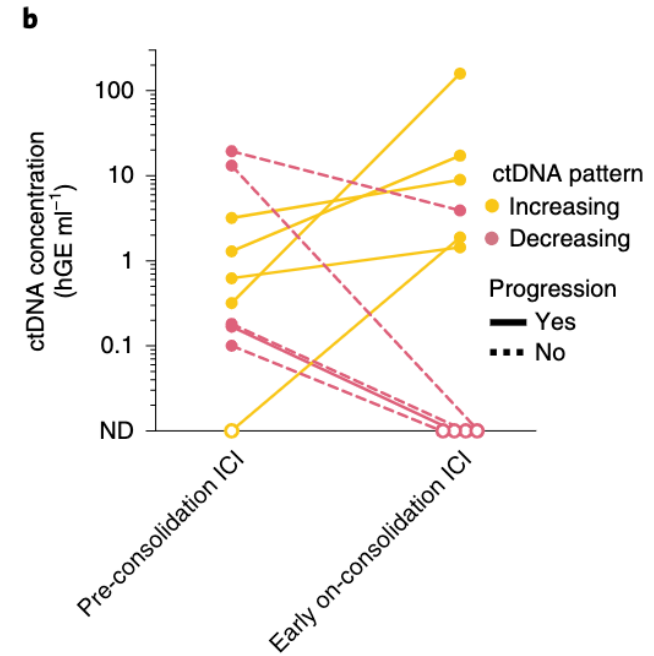 b
ctDNA concentration
(hGE ml⁻¹)
100
10
1
0.1
ND
Pre-consolidation ICI
Early on-consolidation ICI
ctDNA pattern
Increasing
Decreasing
Progression
Yes
No